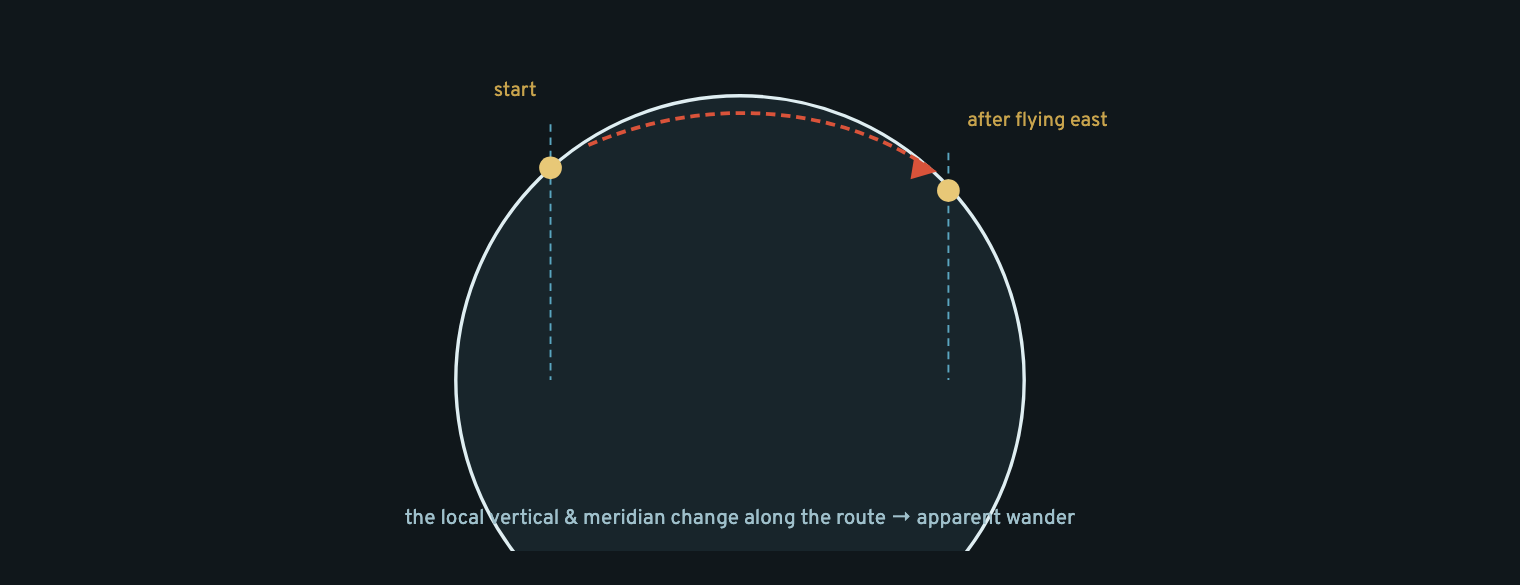 start
after flying east
the local vertical & meridian change along the route → apparent wander